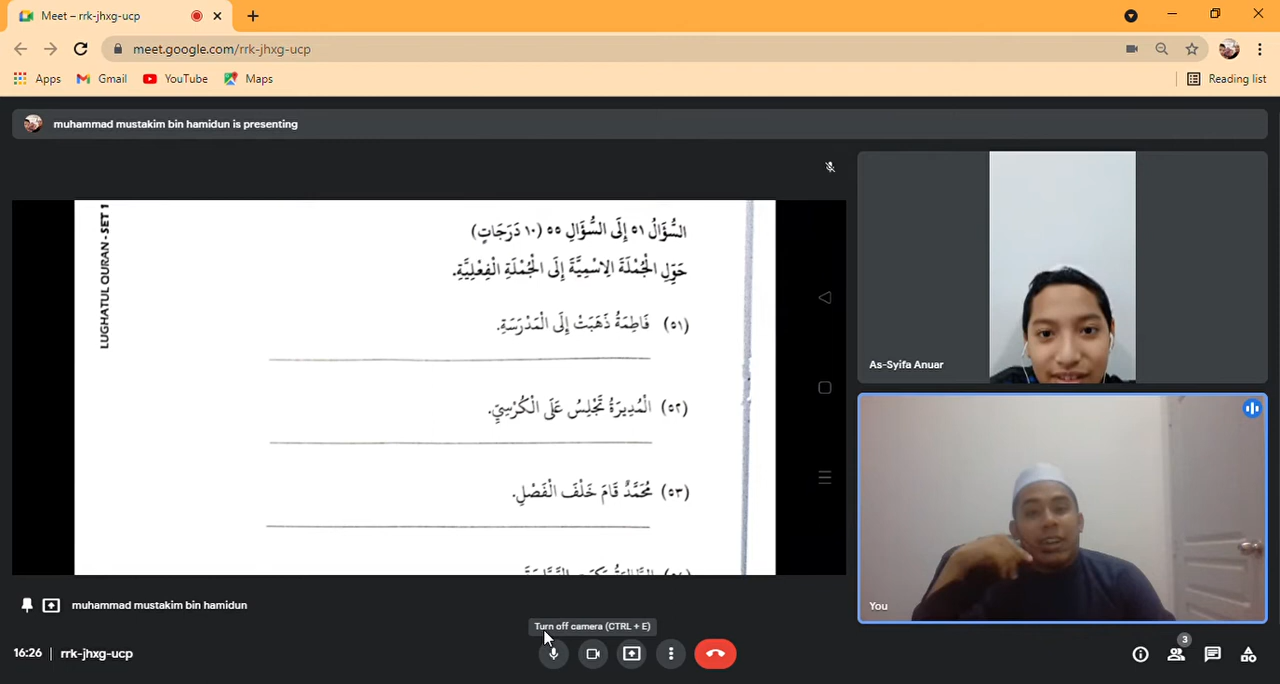 Meet – rrk-jhxg-ucp
meet.google.com/rrk-jhxg-ucp
Apps Gmail YouTube Maps Reading list
muhammad mustakim bin hamidun is presenting
LUGHATUL QURAN - SET 1
السُّؤَالُ ٥١ إِلَى السُّؤَالِ ٥٥ (١٠ دَرَجَاتٍ)
حَوِّلِ الْجُمْلَةَ الِاسْمِيَّةَ إِلَى الْجُمْلَةِ الْفِعْلِيَّةِ.
(٥١) فَاطِمَةُ ذَهَبَتْ إِلَى الْمَدْرَسَةِ.
(٥٢) الْمُدِيرَةُ تَجْلِسُ عَلَى الْكُرْسِيِّ.
(٥٣) مُحَمَّدٌ قَامَ خَلْفَ الْفَصْلِ.
As-Syifa Anuar
You
muhammad mustakim bin hamidun
Turn off camera (CTRL + E)
16:26 | rrk-jhxg-ucp
3